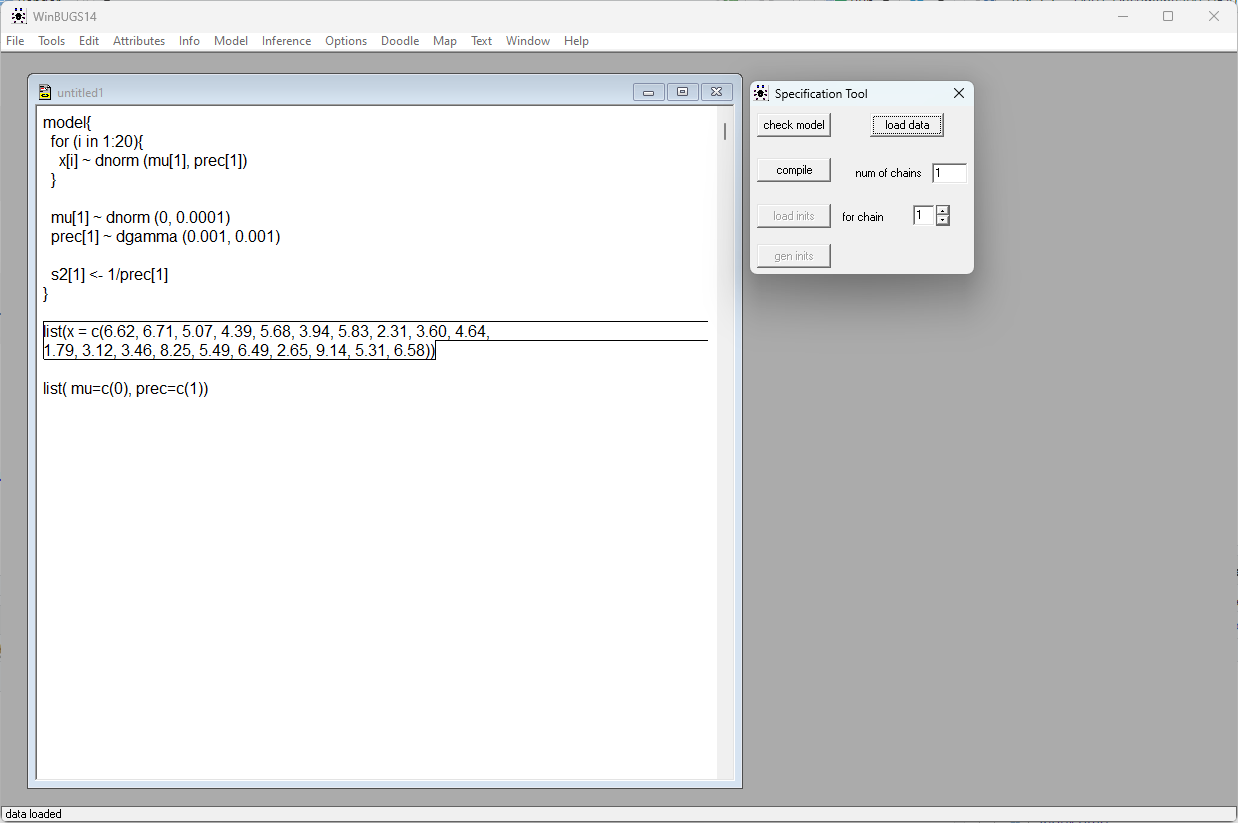 WinBUGS14
File Tools Edit Attributes Info Model Inference Options Doodle Map Text Window Help
untitled1
model{
for (i in 1:20){
x[i] ~ dnorm (mu[1], prec[1])
}
mu[1] ~ dnorm (0, 0.0001)
prec[1] ~ dgamma (0.001, 0.001)
s2[1] <- 1/prec[1]
}
list(x = c(6.62, 6.71, 5.07, 4.39, 5.68, 3.94, 5.83, 2.31, 3.60, 4.64,
1.79, 3.12, 3.46, 8.25, 5.49, 6.49, 2.65, 9.14, 5.31, 6.58))
list( mu=c(0), prec=c(1))
Specification Tool
check model load data
compile num of chains 1
load inits for chain 1
gen inits
data loaded